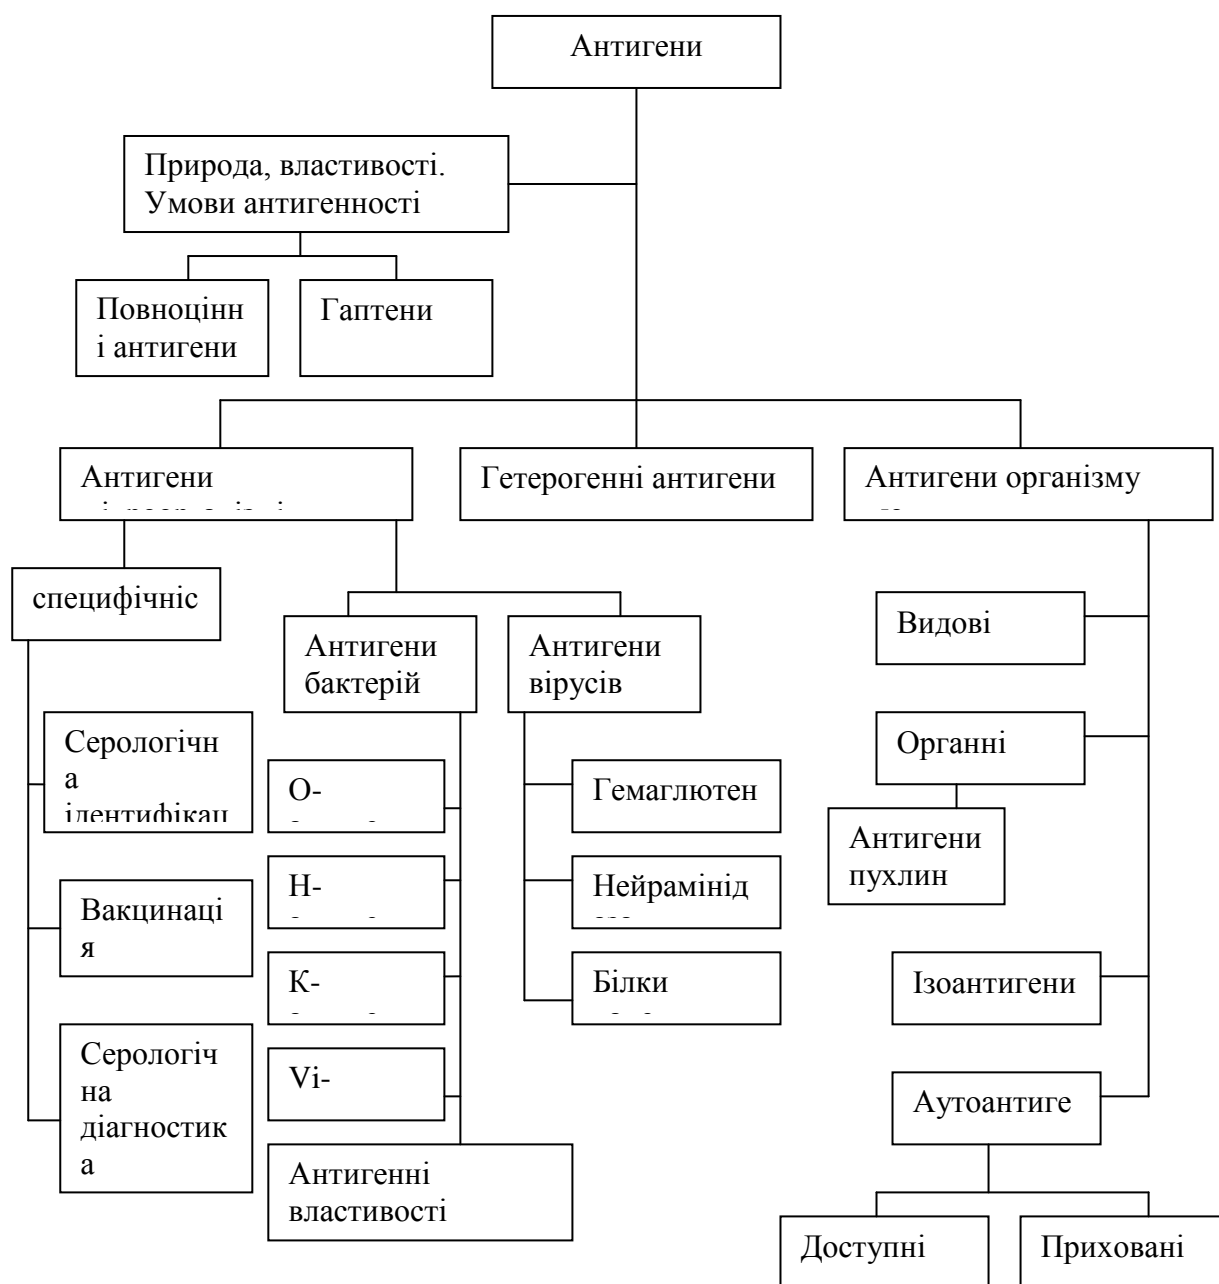 Антигени
Природа, властивості.
Умови антигенності
Повноцінн
і антигени
Гаптени
Антигени
Гетерогенні антигени
Антигени організму
специфічніс
Антигени
бактерій
Антигени
вірусів
Видові
Серологічн
а
ідентифікац
О-
Гемаглютен
Органні
Антигени
пухлин
Н-
Нейрамінід
Вакцинаці
я
К-
Білки
Ізоантигени
Серологіч
на
діагностик
а
Vi-
Аутоантиге
Антигенні
властивості
Доступні
Приховані